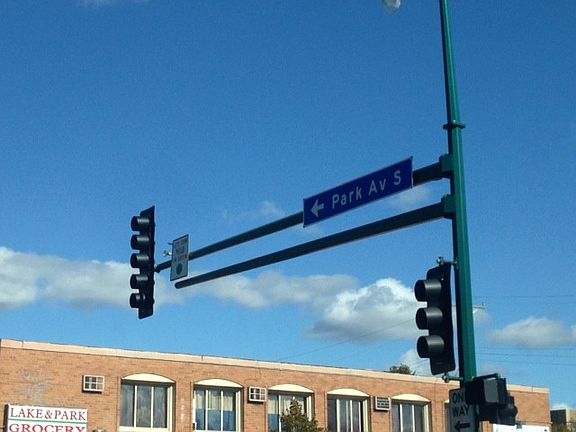 Park Av S
LAKE & PARK
GROCERY
ONE
WAY